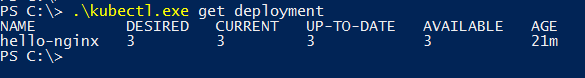 PS C:\> .\kubectl.exe get deployment
NAME DESIRED CURRENT UP-TO-DATE AVAILABLE AGE
hello-nginx 3 3 3 3 21m
PS C:\>